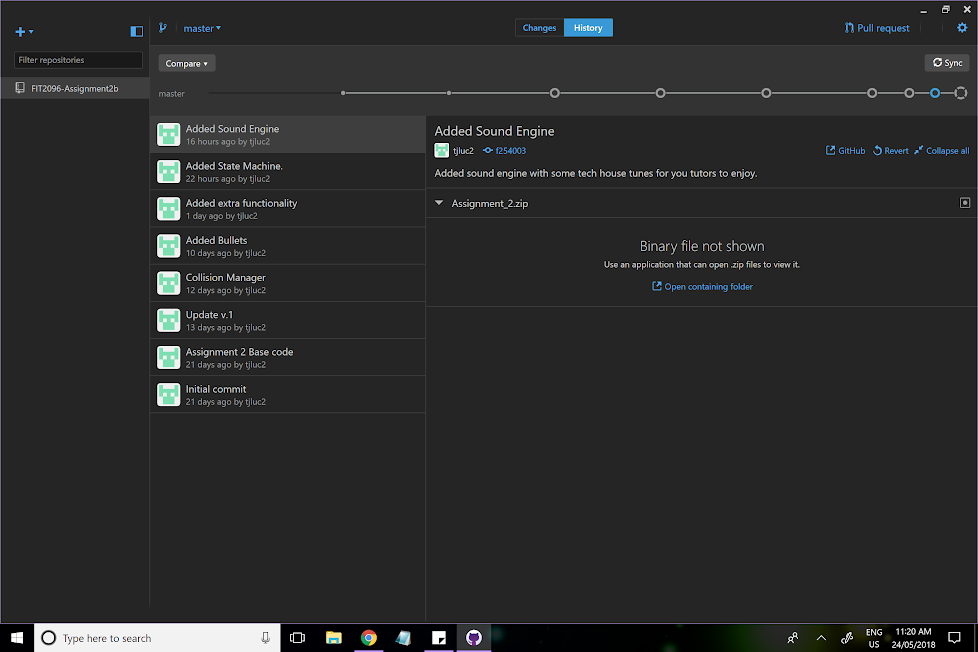 master
Changes
History
Pull request
Filter repositories
Compare
Sync
FIT2096-Assignment2b
master
Added Sound Engine
16 hours ago by tjluc2
Added State Machine.
22 hours ago by tjluc2
Added extra functionality
1 day ago by tjluc2
Added Bullets
10 days ago by tjluc2
Collision Manager
12 days ago by tjluc2
Update v.1
13 days ago by tjluc2
Assignment 2 Base code
21 days ago by tjluc2
Initial commit
21 days ago by tjluc2
Added Sound Engine
tjluc2 f254003
GitHub Revert Collapse all
Added sound engine with some tech house tunes for you tutors to enjoy.
Assignment_2.zip
Binary file not shown
Use an application that can open .zip files to view it.
Open containing folder
Type here to search
ENG
US
11:20 AM
24/05/2018